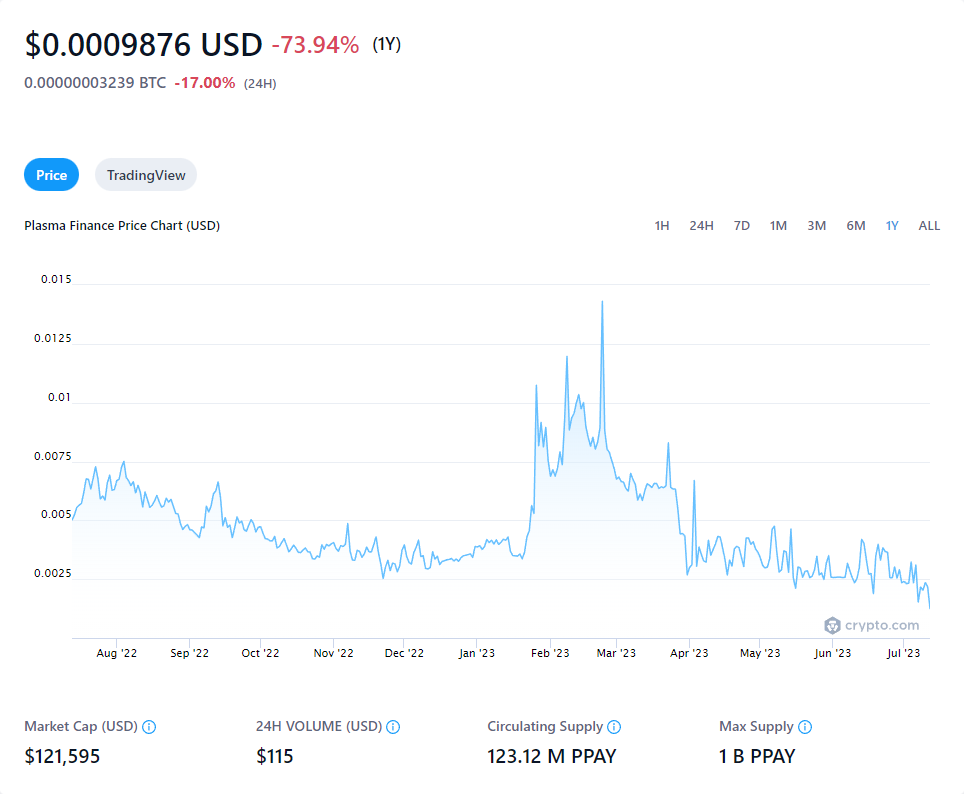 $0.0009876 USD -73.94% (1Y)
0.00000003239 BTC -17.00% (24H)
Price TradingView
Plasma Finance Price Chart (USD) 1H 24H 7D 1M 3M 6M 1Y ALL
0.015
0.0125
0.01
0.0075
0.005
0.0025
crypto.com
Aug '22 Sep '22 Oct '22 Nov '22 Dec '22 Jan '23 Feb '23 Mar '23 Apr '23 May '23 Jun '23 Jul '23
Market Cap (USD) 24H VOLUME (USD) Circulating Supply Max Supply
$121,595 $115 123.12 M PPAY 1 B PPAY